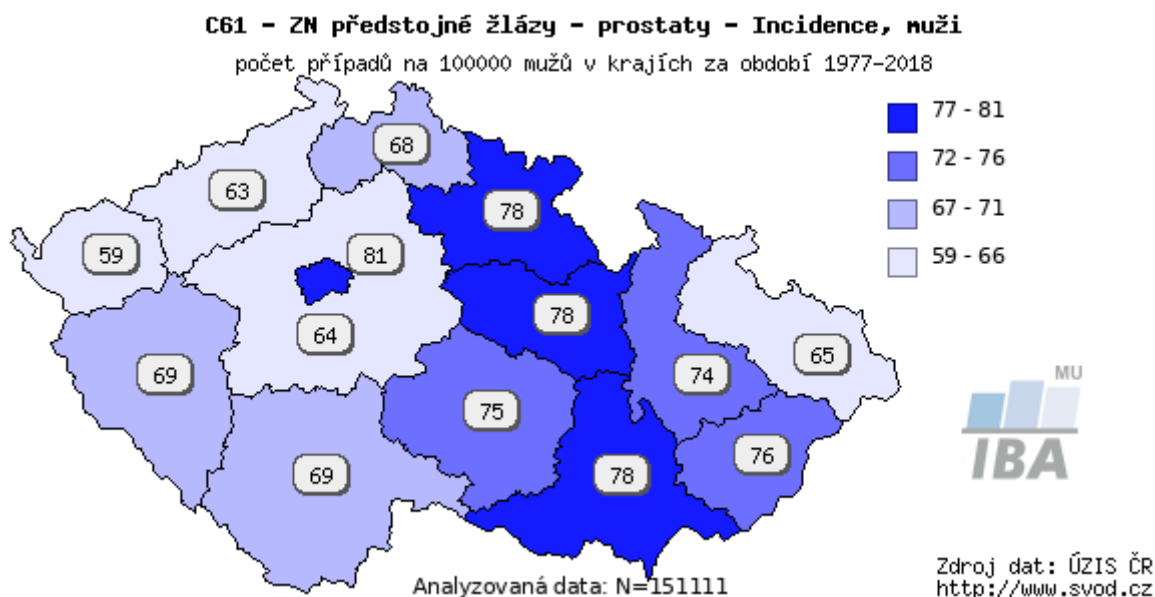 C61 - ZN předstojné žlázy - prostaty - Incidence, muži
počet případů na 100000 mužů v krajích za období 1977-2018
77 - 81
72 - 76
67 - 71
59 - 66
68
63
78
59
81
78
64
65
69
74
75
76
69
78
MU
IBA
Analyzovaná data: N=151111
Zdroj dat: ÚZIS ČR
http://www.svod.cz